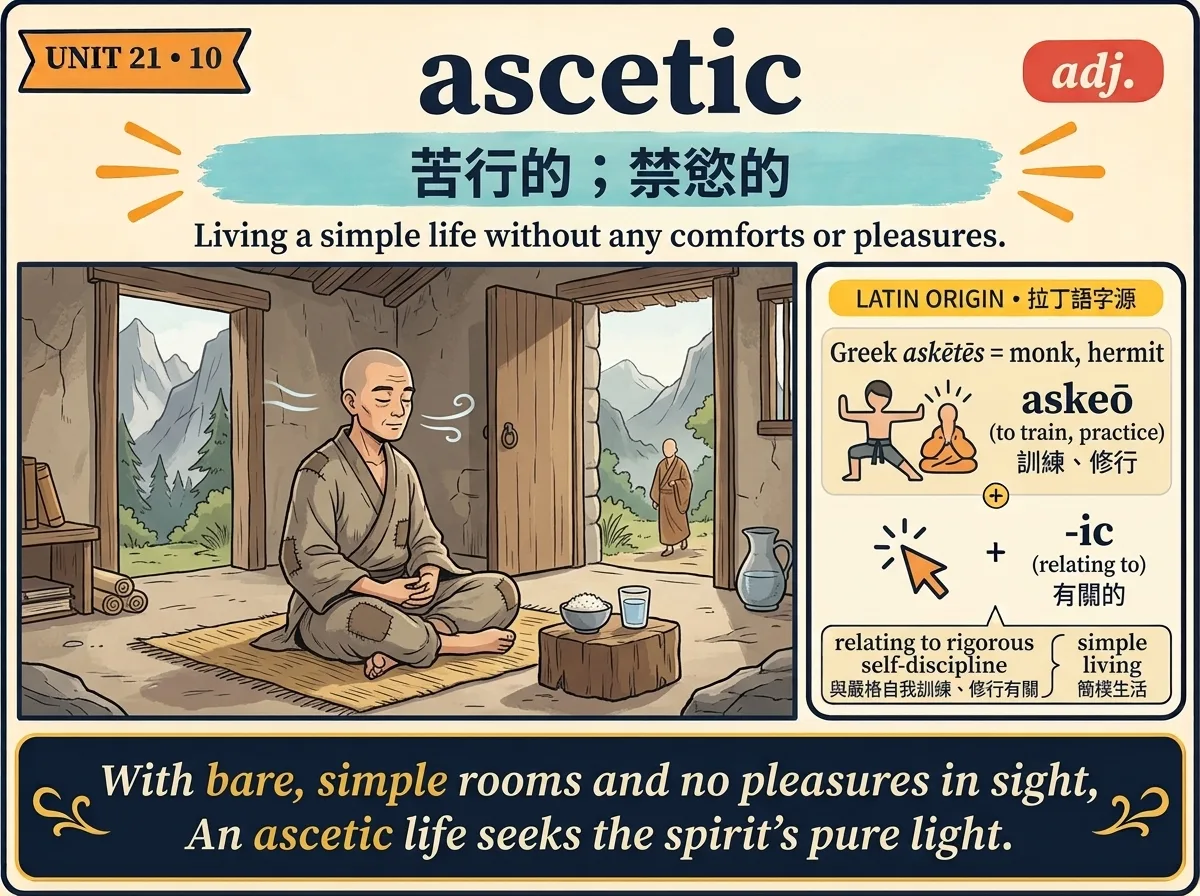 UNIT 21 • 10
ascetic
adj.
苦行的；禁慾的
Living a simple life without any comforts or pleasures.
LATIN ORIGIN • 拉丁語字源
Greek askētēs = monk, hermit
askeō
(to train, practice)
訓練、修行
+
+
-ic
(relating to)
有關的
relating to rigorous
self-discipline
與嚴格自我訓練、修行有關
simple
living
簡樸生活
With bare, simple rooms and no pleasures in sight,
An ascetic life seeks the spirit's pure light.